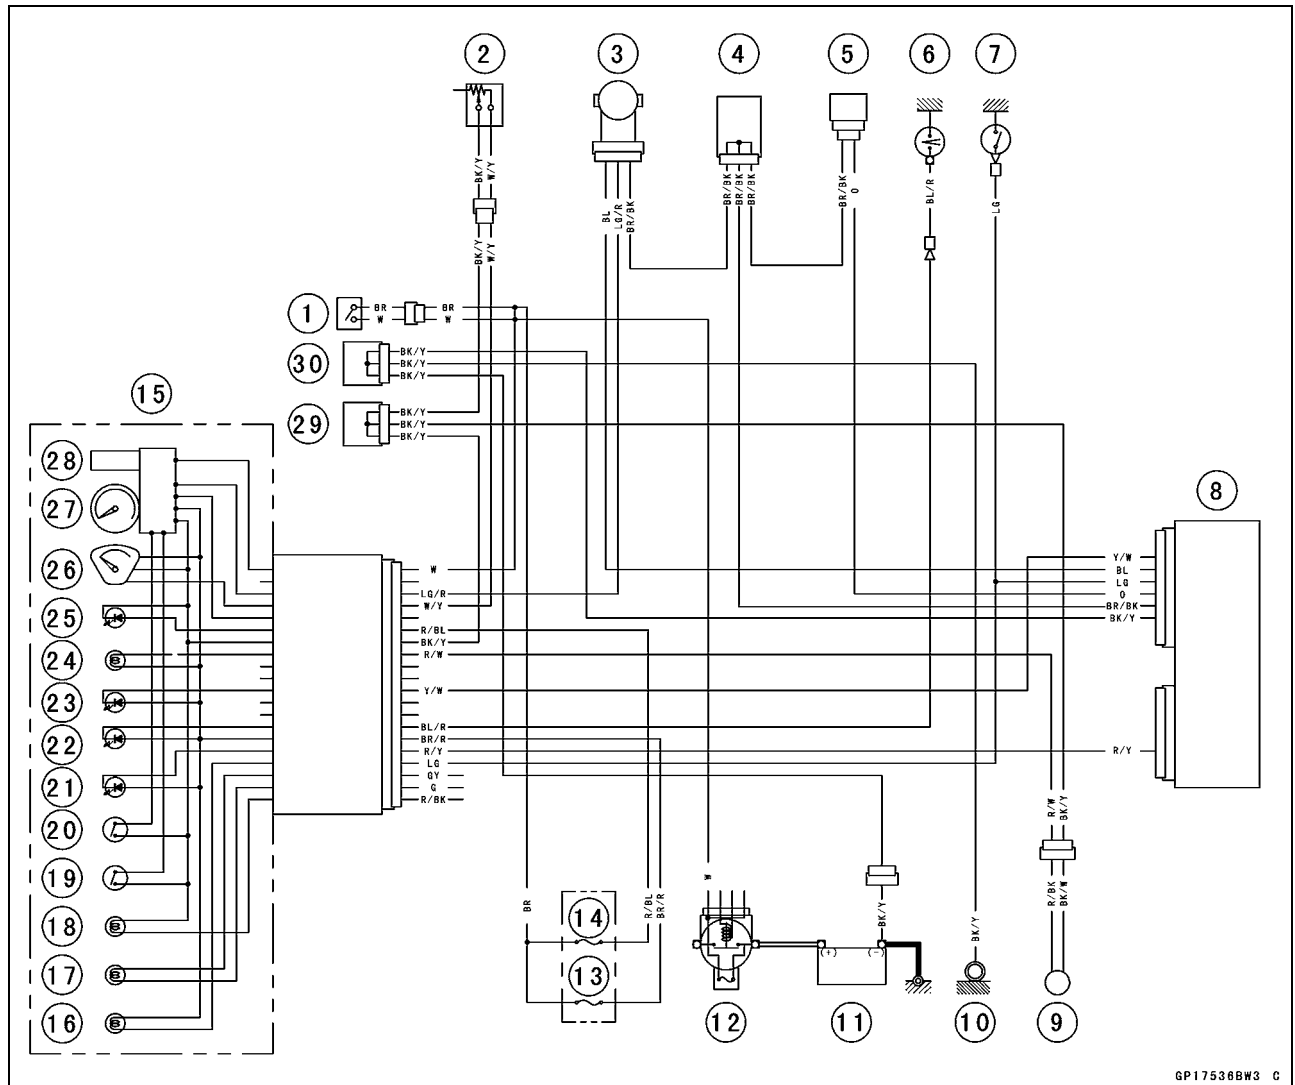 2 3 4 5 6 7
BK/Y
W/Y
BK/Y
W/Y
BL
LG/R
BR/BK
BR/BK
BR/BK
BR/BK
BR/BK
O
BL/R
LG
1
BR BR
W W
30
BK/Y
BK/Y
BK/Y
29
BK/Y
BK/Y
BK/Y
15
28
27
26
25
24
23
22
21
20
19
18
17
16
W
LG/R
W/Y
R/BL
BK/Y
R/W
Y/W
BL/R
BR/R
R/Y
LG
GY
G
R/BK
8
Y/W
BL
LG
O
BR/BK
BK/Y
R/Y
R/W
BK/Y
R/BK
BK/W
BR
14
13
R/BL
BR/R
W
BK/Y
(+) (-)
BK/Y
12 11 10 9
GP17536BW3 C